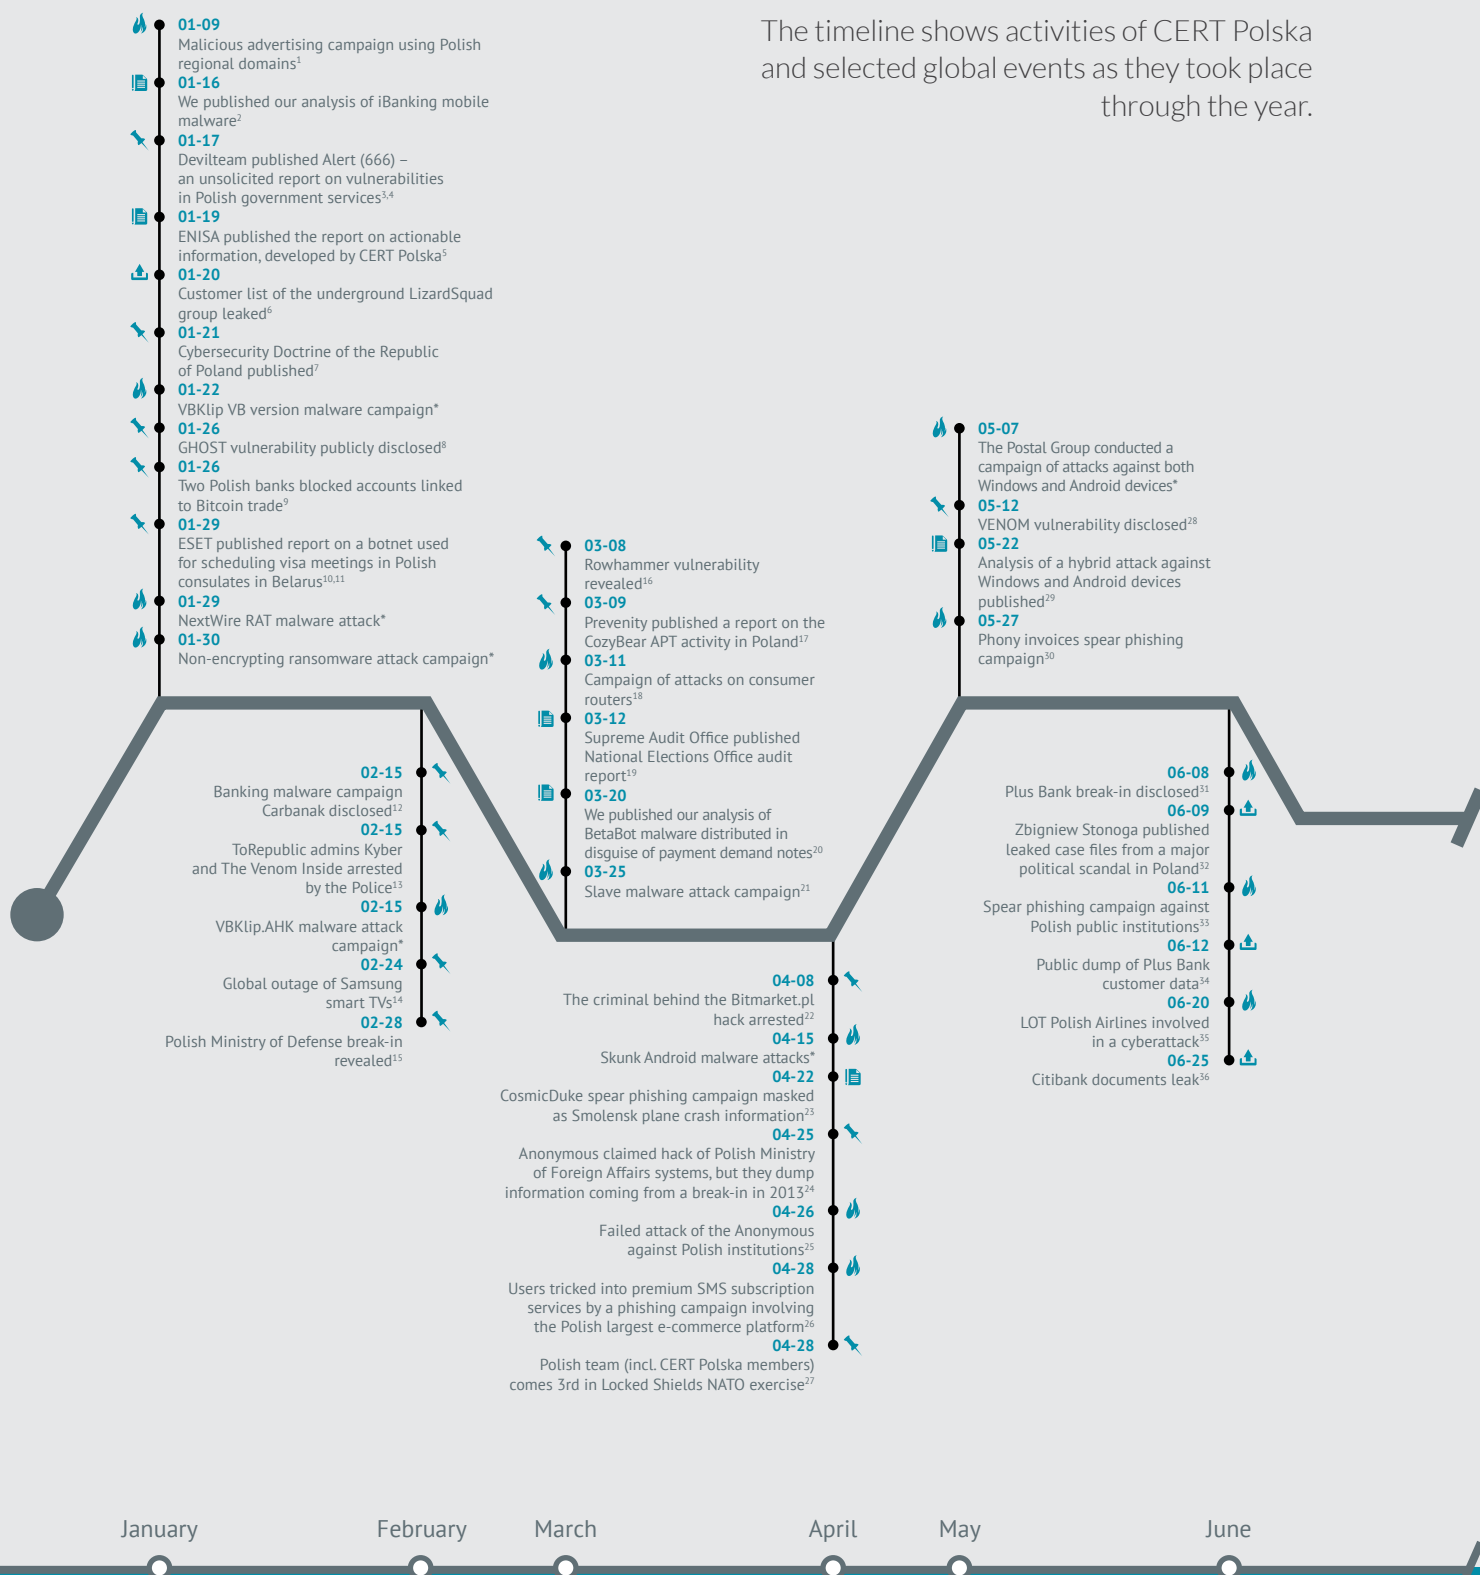 The timeline shows activities of CERT Polska
and selected global events as they took place
through the year.
01-09
Malicious advertising campaign using Polish
regional domains1
01-16
We published our analysis of iBanking mobile
malware2
01-17
Devilteam published Alert (666) –
an unsolicited report on vulnerabilities
in Polish government services3,4
01-19
ENISA published the report on actionable
information, developed by CERT Polska5
01-20
Customer list of the underground LizardSquad
group leaked6
01-21
Cybersecurity Doctrine of the Republic
of Poland published7
01-22
VBKlip VB version malware campaign*
01-26
GHOST vulnerability publicly disclosed8
01-26
Two Polish banks blocked accounts linked
to Bitcoin trade9
01-29
ESET published report on a botnet used
for scheduling visa meetings in Polish
consulates in Belarus10,11
01-29
NextWire RAT malware attack*
01-30
Non-encrypting ransomware attack campaign*
02-15
Banking malware campaign
Carbanak disclosed12
02-15
ToRepublic admins Kyber
and The Venom Inside arrested
by the Police13
02-15
VBKlip.AHK malware attack
campaign*
02-24
Global outage of Samsung
smart TVs14
02-28
Polish Ministry of Defense break-in
revealed15
03-08
Rowhammer vulnerability
revealed16
03-09
Prevenity published a report on the
CozyBear APT activity in Poland17
03-11
Campaign of attacks on consumer
routers18
03-12
Supreme Audit Office published
National Elections Office audit
report19
03-20
We published our analysis of
BetaBot malware distributed in
disguise of payment demand notes20
03-25
Slave malware attack campaign21
04-08
The criminal behind the Bitmarket.pl
hack arrested22
04-15
Skunk Android malware attacks*
04-22
CosmicDuke spear phishing campaign masked
as Smolensk plane crash information23
04-25
Anonymous claimed hack of Polish Ministry
of Foreign Affairs systems, but they dump
information coming from a break-in in 201324
04-26
Failed attack of the Anonymous
against Polish institutions25
04-28
Users tricked into premium SMS subscription
services by a phishing campaign involving
the Polish largest e-commerce platform26
04-28
Polish team (incl. CERT Polska members)
comes 3rd in Locked Shields NATO exercise27
05-07
The Postal Group conducted a
campaign of attacks against both
Windows and Android devices*
05-12
VENOM vulnerability disclosed28
05-22
Analysis of a hybrid attack against
Windows and Android devices
published29
05-27
Phony invoices spear phishing
campaign30
06-08
Plus Bank break-in disclosed31
06-09
Zbigniew Stonoga published
leaked case files from a major
political scandal in Poland32
06-11
Spear phishing campaign against
Polish public institutions33
06-12
Public dump of Plus Bank
customer data34
06-20
LOT Polish Airlines involved
in a cyberattack35
06-25
Citibank documents leak36
January February March April May June